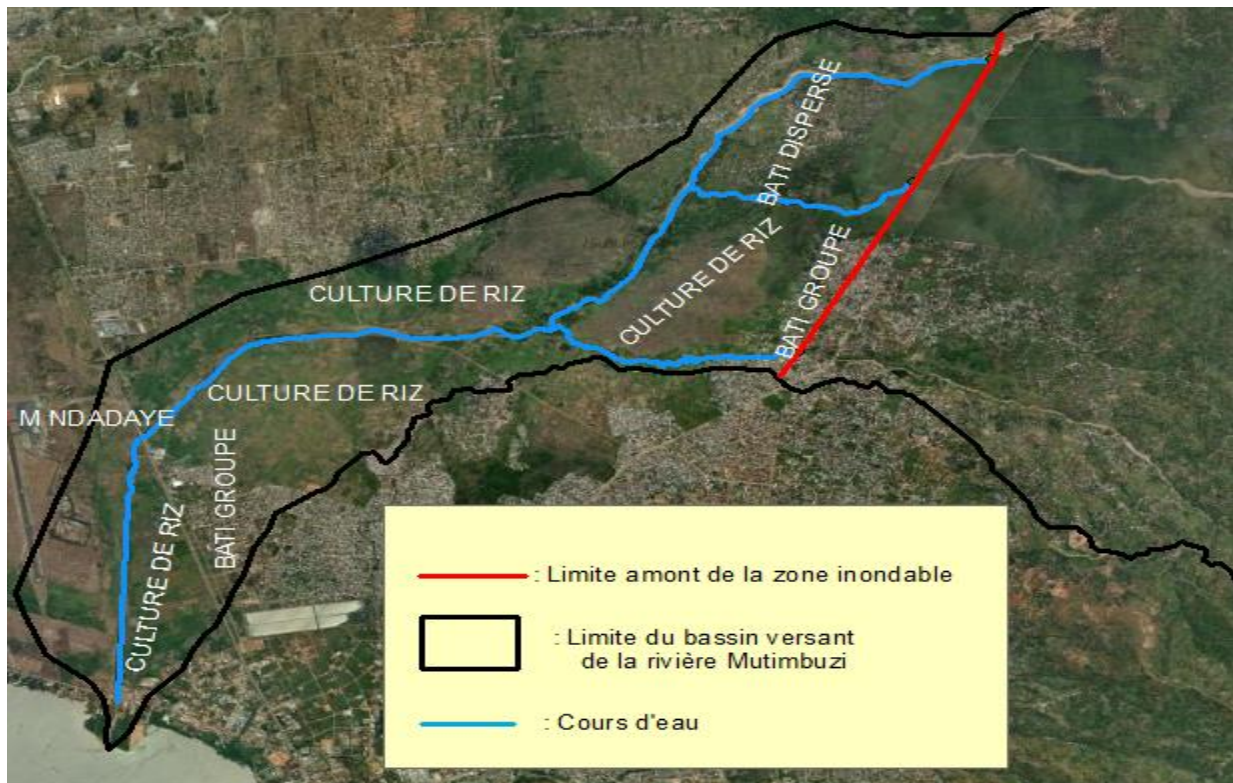 BATI DISPERSE
CULTURE DE RIZ
BATI GROUPE
CULTURE DE RIZ
CULTURE DE RIZ
M NDADAYE
BATI GROUPE
CULTURE DE RIZ
: Limite amont de la zone inondable
: Limite du bassin versant
de la rivière Mutimbuzi
: Cours d'eau